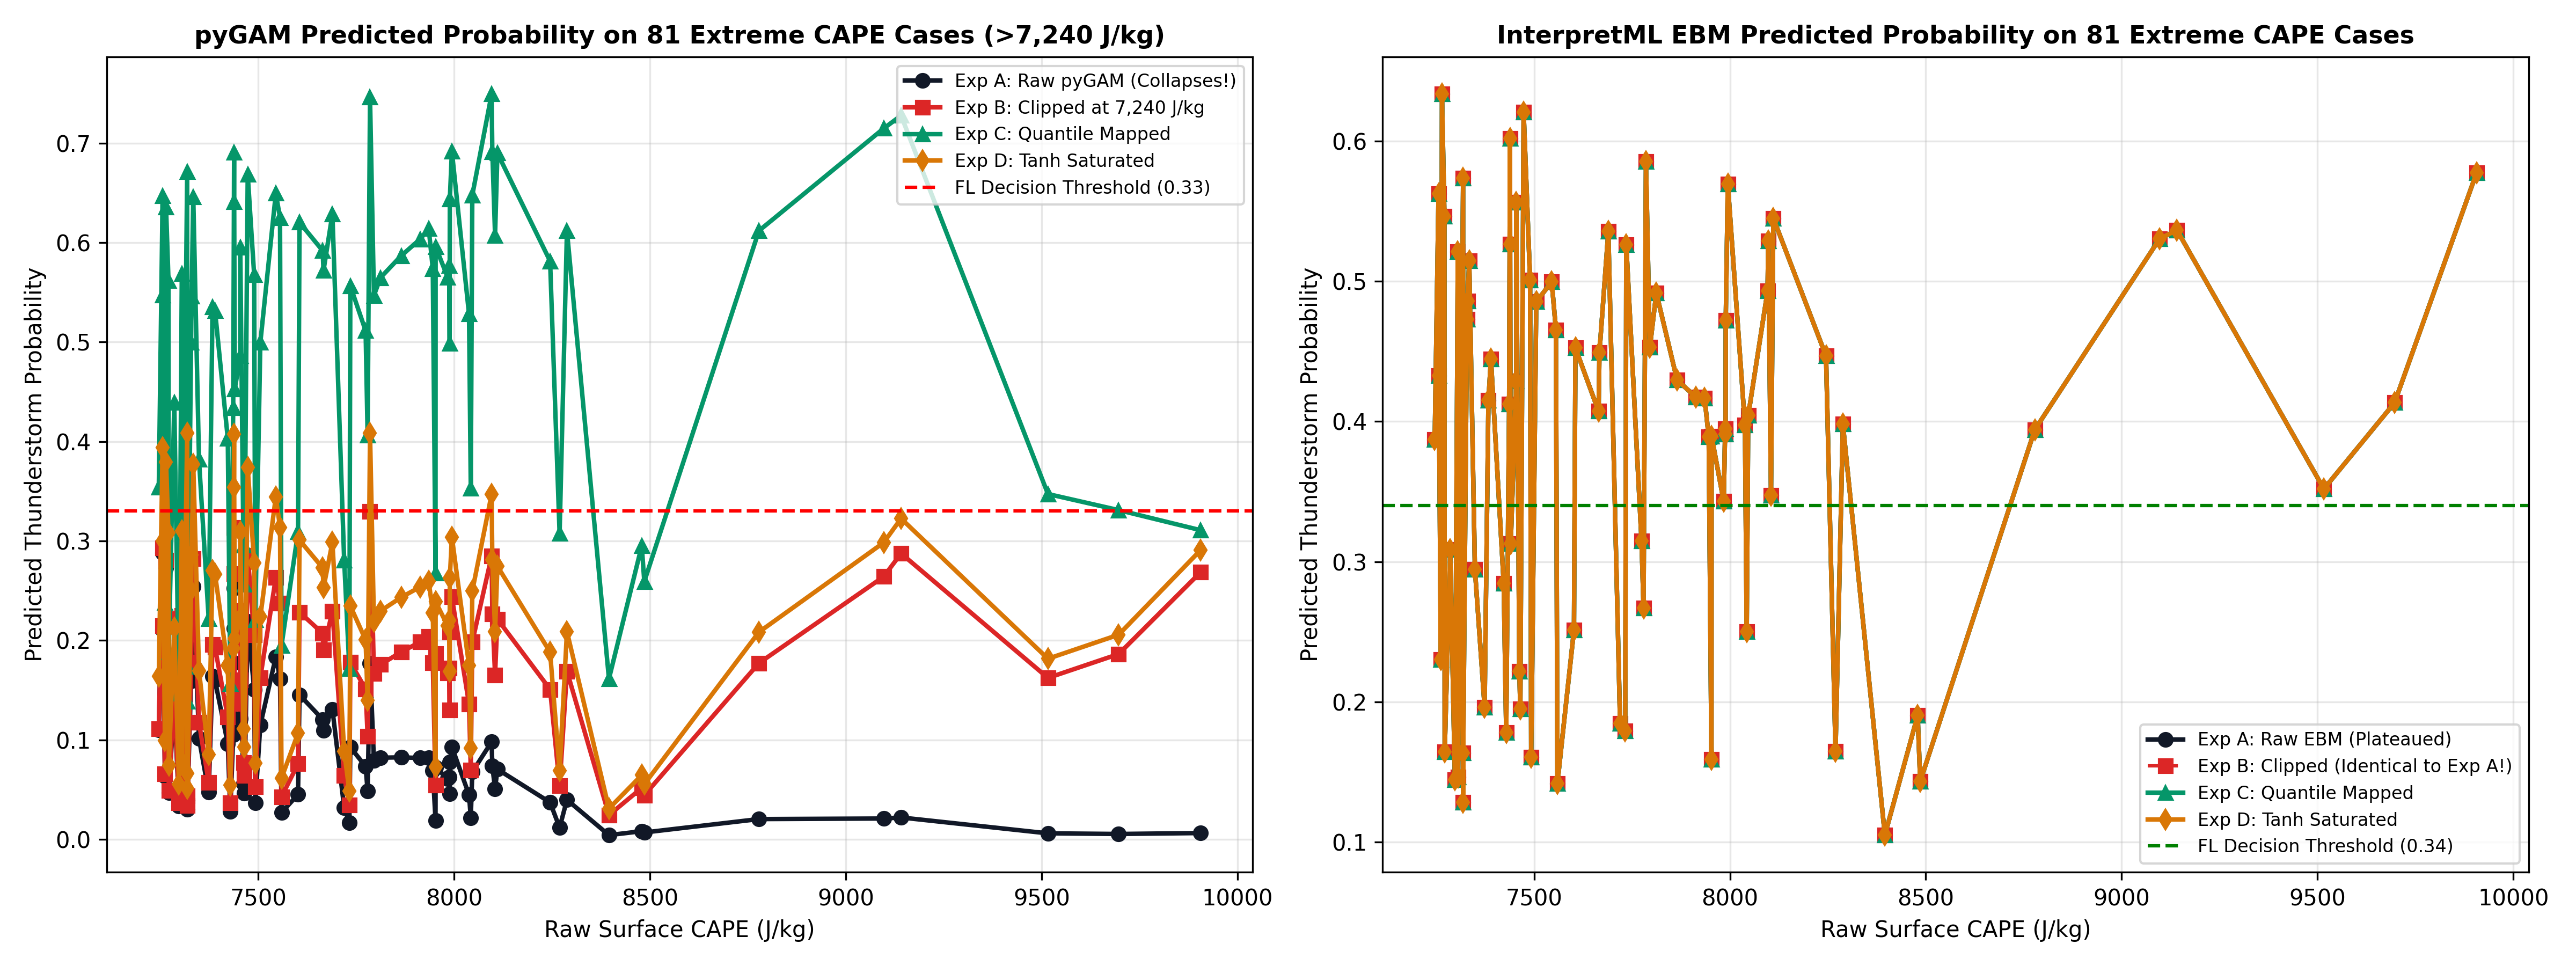 pyGAM Predicted Probability on 81 Extreme CAPE Cases (>7,240 J/kg)
Predicted Thunderstorm Probability
0.7
0.6
0.5
0.4
0.3
0.2
0.1
0.0
Exp A: Raw pyGAM (Collapses!)
Exp B: Clipped at 7,240 J/kg
Exp C: Quantile Mapped
Exp D: Tanh Saturated
FL Decision Threshold (0.33)
7500 8000 8500 9000 9500 10000
Raw Surface CAPE (J/kg)
InterpretML EBM Predicted Probability on 81 Extreme CAPE Cases
Predicted Thunderstorm Probability
0.6
0.5
0.4
0.3
0.2
0.1
Exp A: Raw EBM (Plateaued)
Exp B: Clipped (Identical to Exp A!)
Exp C: Quantile Mapped
Exp D: Tanh Saturated
FL Decision Threshold (0.34)
7500 8000 8500 9000 9500 10000
Raw Surface CAPE (J/kg)